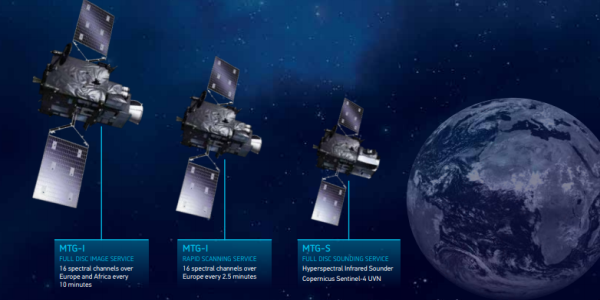 MTG-I
FULL DISC IMAGE SERVICE
16 spectral channels over
Europe and Africa every
10 minutes
MTG-I
RAPID SCANNING SERVICE
16 spectral channels over
Europe every 2.5 minutes
MTG-S
FULL DISC SOUNDING SERVICE
Hyperspectral Infrared Sounder
Copernicus Sentinel-4 UVN